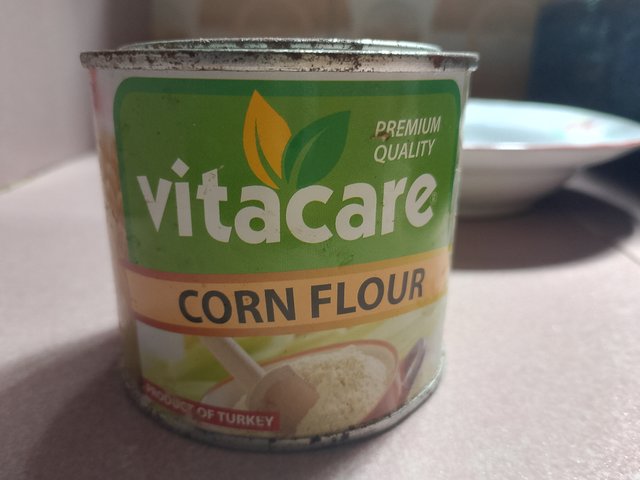 PREMIUM
QUALITY
vitacare
CORN FLOUR
PRODUCT OF TURKEY